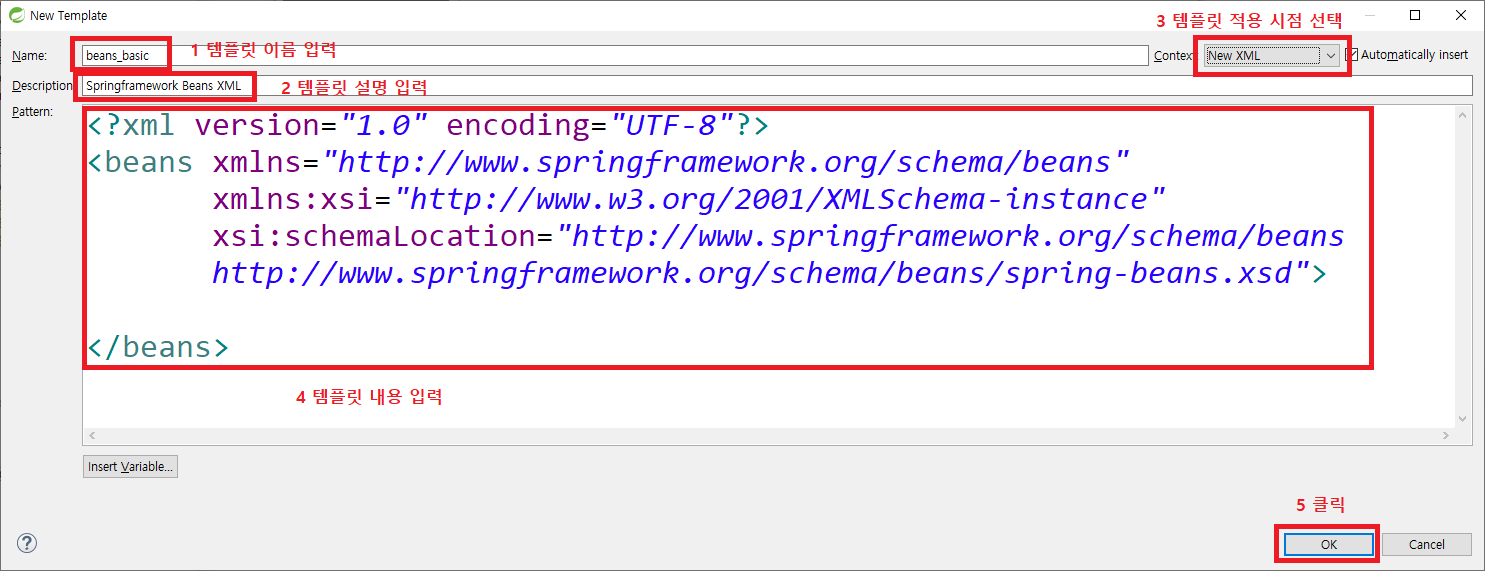 New Template
3 템플릿 적용 시점 선택
Name: beans_basic 1 템플릿 이름 입력 Context: New XML Automatically insert
Description: Springframework Beans XML 2 템플릿 설명 입력
Pattern:
<?xml version="1.0" encoding="UTF-8"?>
<beans xmlns="http://www.springframework.org/schema/beans"
xmlns:xsi="http://www.w3.org/2001/XMLSchema-instance"
xsi:schemaLocation="http://www.springframework.org/schema/beans
http://www.springframework.org/schema/beans/spring-beans.xsd">
</beans>
4 템플릿 내용 입력
Insert Variable...
5 클릭
?
OK Cancel